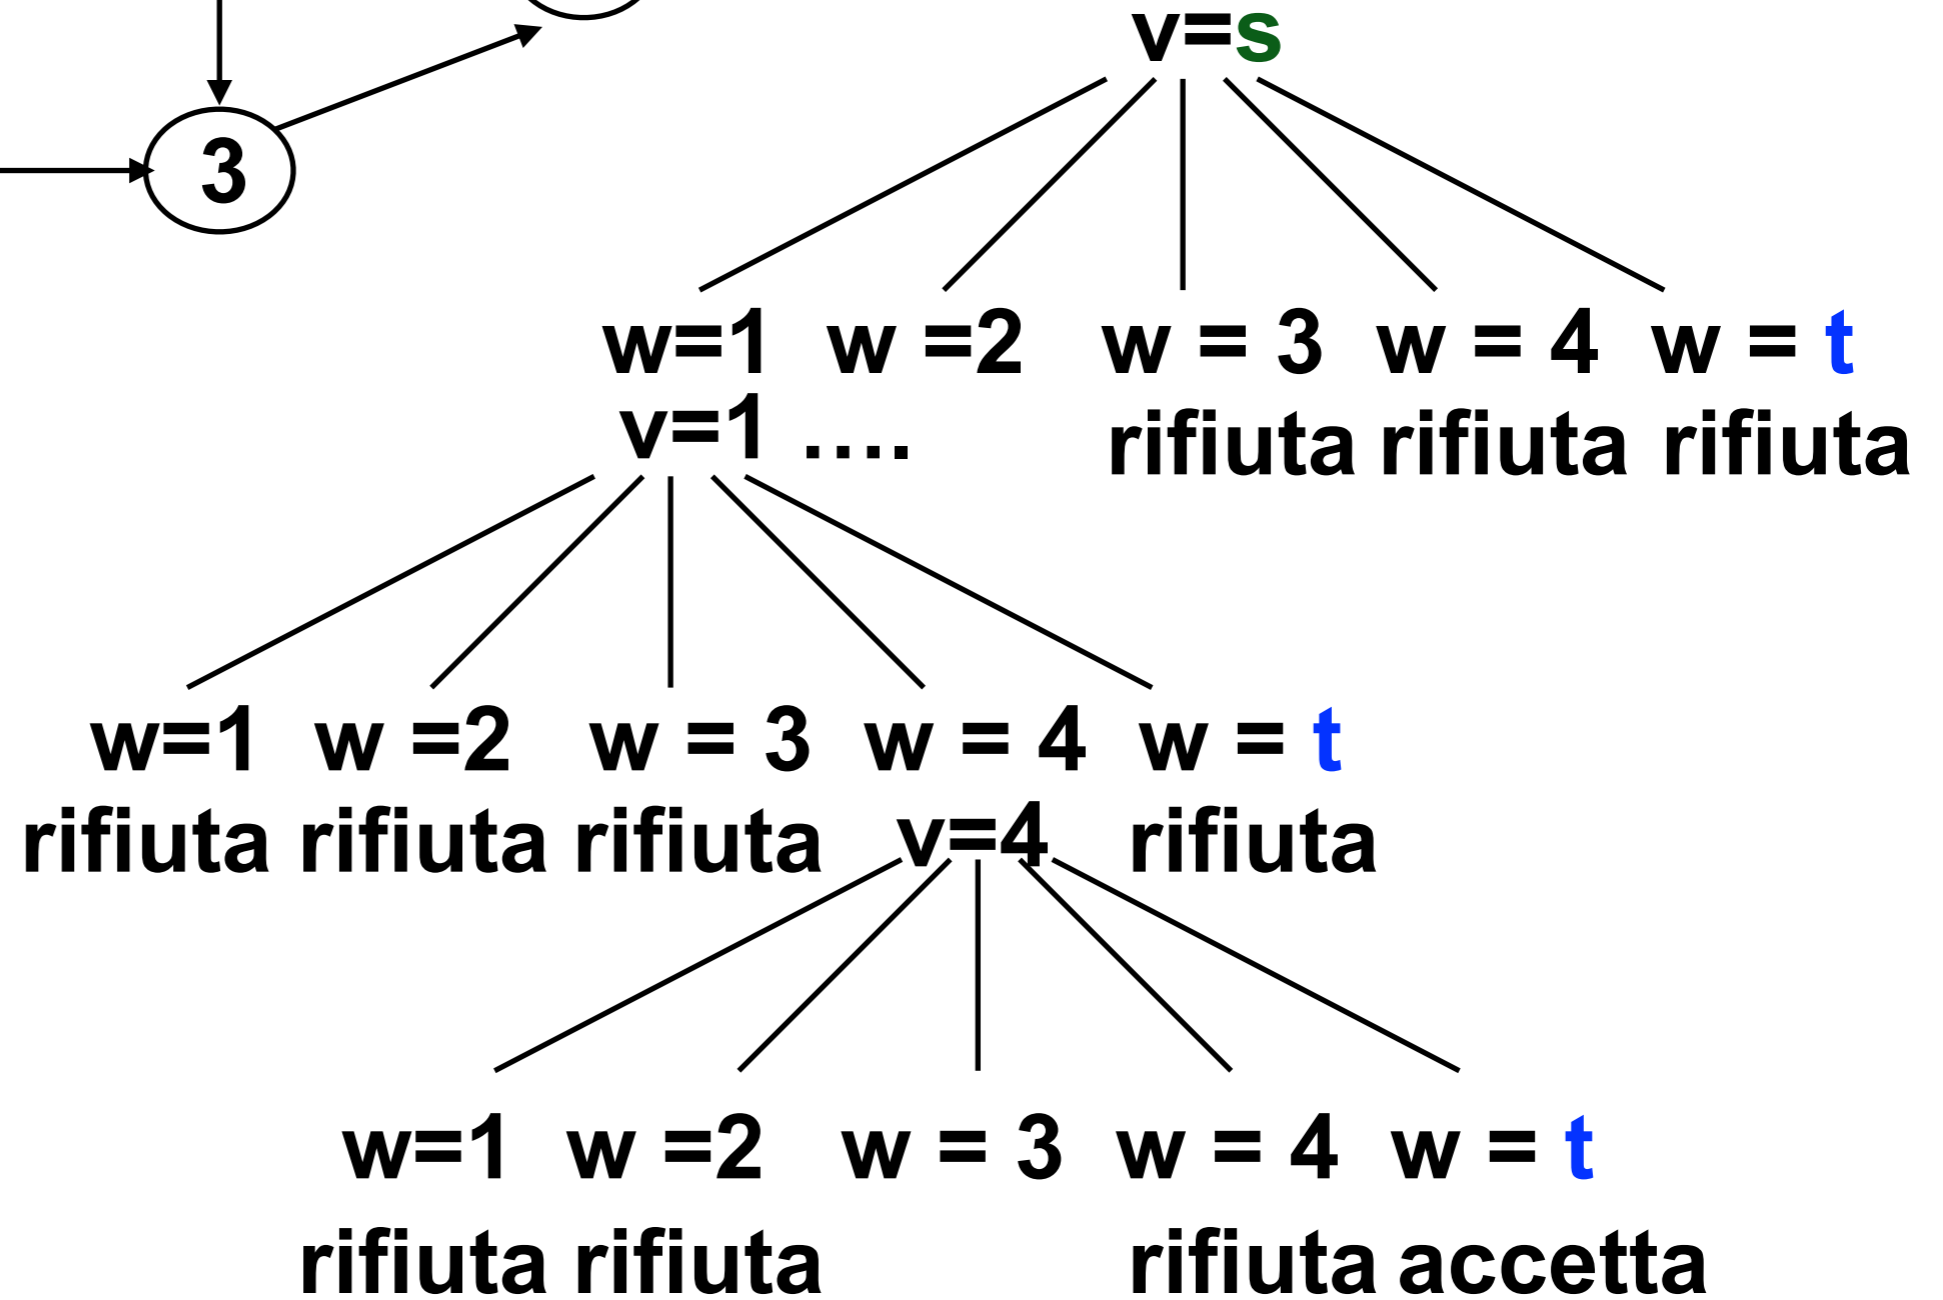 v=s
3
w=1 w =2 w = 3 w = 4 w = t
v=1 .... rifiuta rifiuta rifiuta
w=1 w =2 w = 3 w = 4 w = t
rifiuta rifiuta rifiuta v=4 rifiuta
w=1 w =2 w = 3 w = 4 w = t
rifiuta rifiuta rifiuta accetta